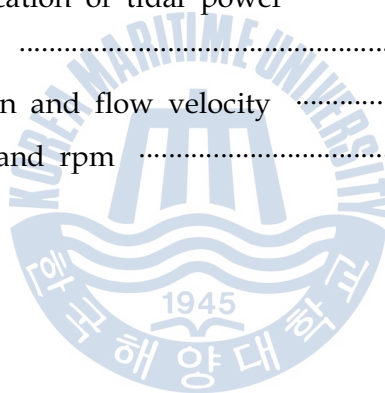 cation of tidal power
n and flow velocity
and rpm
KOREA MARITIME UNIVERSITY
1945
한국해양대학교